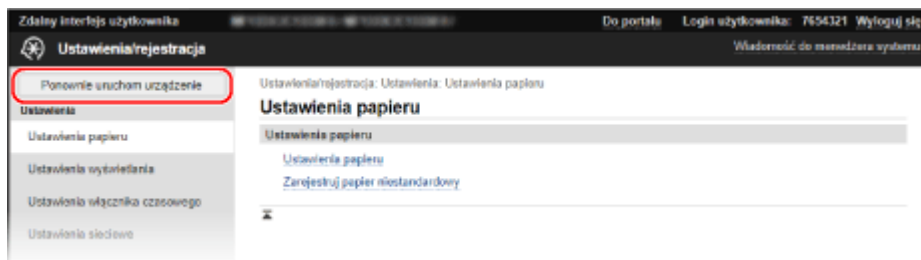 Zdalny interfejs użytkownika
Do portalu Login użytkownika: 7654321 Wyloguj się
Ustawienia/rejestracja
Wiadomość do menedżera systemu
Ponownie uruchom urządzenie
Ustawienia/rejestracja: Ustawienia: Ustawienia papieru
Ustawienia papieru
Ustawienia
Ustawienia papieru
Ustawienia papieru
Ustawienia papieru
Ustawienia wyświetlania
Zarejestruj papier niestandardowy
Ustawienia włącznika czasowego
Ustawienia sieciowe